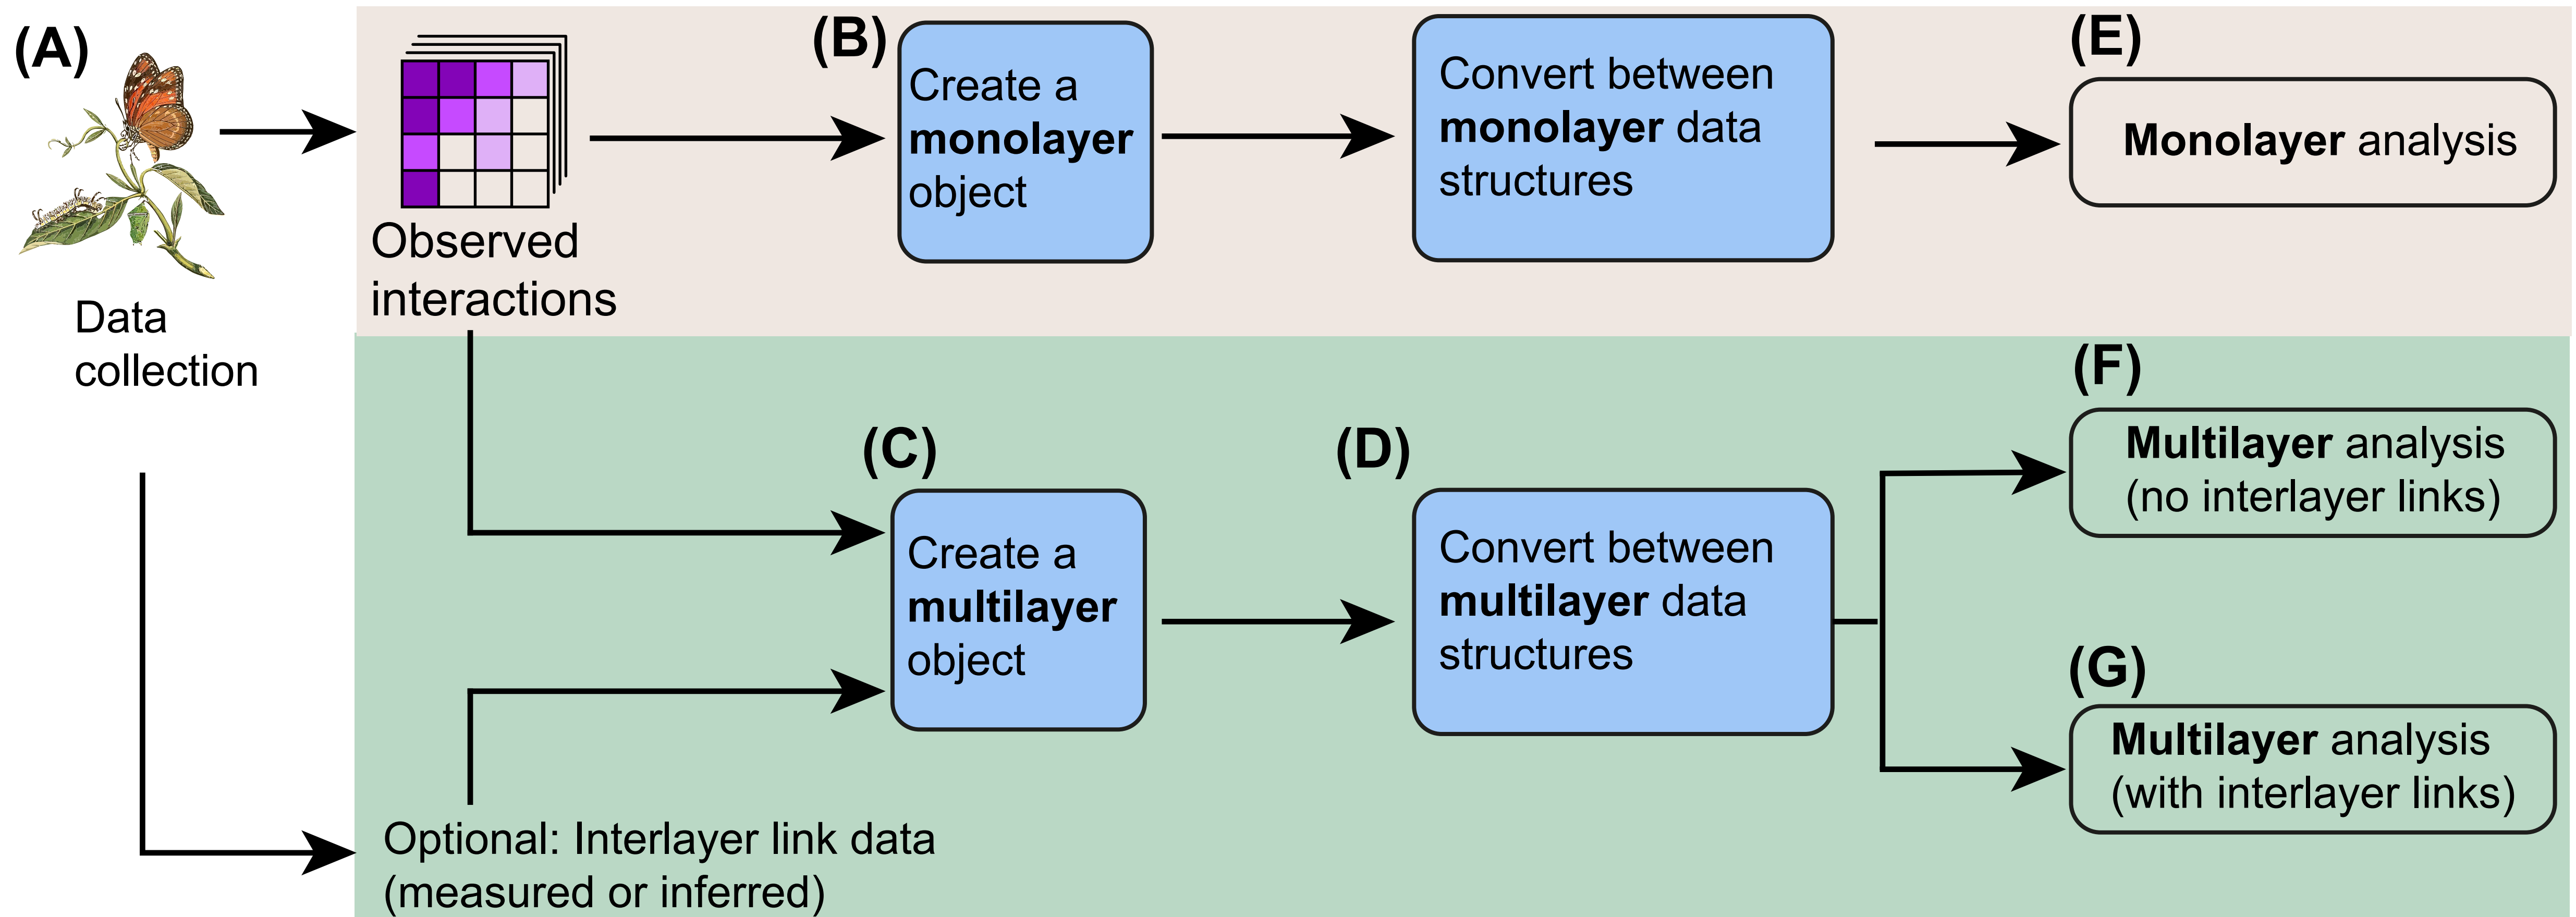 (A)
Data
collection
Observed
interactions
(B)
Create a
monolayer
object
Convert between
monolayer data
structures
(E)
Monolayer analysis
(C)
Create a
multilayer
object
(D)
Convert between
multilayer data
structures
(F)
Multilayer analysis
(no interlayer links)
(G)
Multilayer analysis
(with interlayer links)
Optional: Interlayer link data
(measured or inferred)